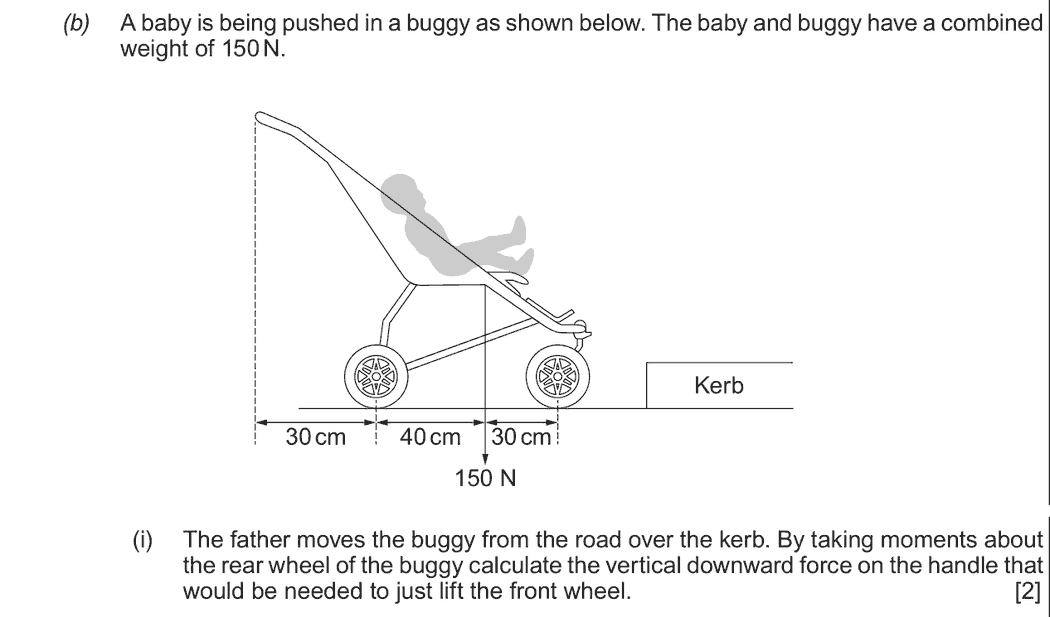 (b) A baby is being pushed in a buggy as shown below. The baby and buggy have a combined
weight of 150 N.
Kerb
30 cm 40 cm 30 cm
150 N
(i) The father moves the buggy from the road over the kerb. By taking moments about
the rear wheel of the buggy calculate the vertical downward force on the handle that
would be needed to just lift the front wheel. [2]